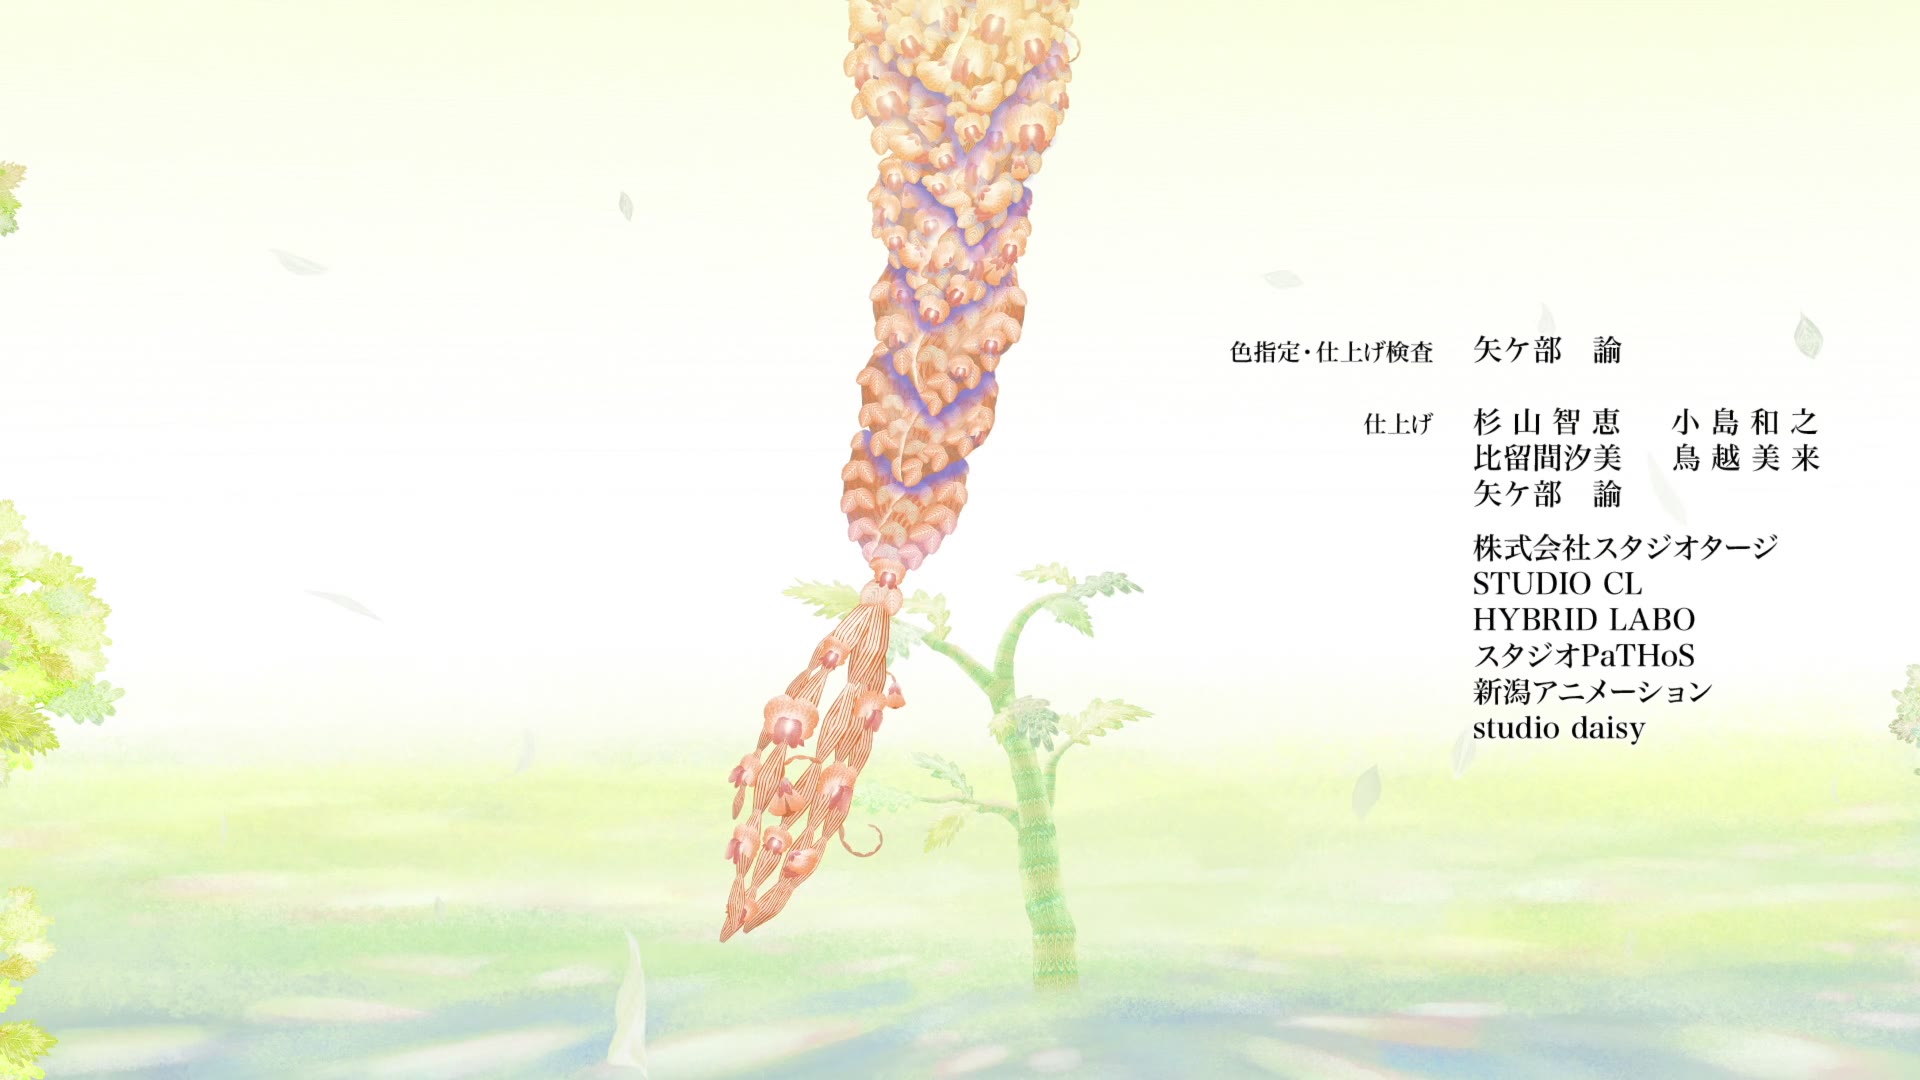 色指定・仕上げ検査 矢ケ部 諭
仕上げ 杉山智恵 小島和之
比留間汐美 鳥越美来
矢ケ部 諭
株式会社スタジオタージ
STUDIO CL
HYBRID LABO
スタジオPaTHoS
新潟アニメーション
studio daisy